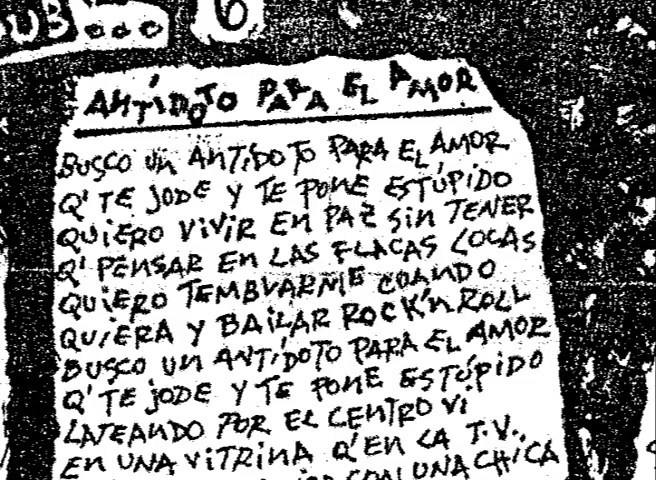 6
ANTÍDOTO PARA EL AMOR
BUSCO UN ANTÍDOTO PARA EL AMOR
Q' TE JODE Y TE PONE ESTÚPIDO
QUIERO VIVIR EN PAZ SIN TENER
Q' PENSAR EN LAS FLACAS LOCAS
QUIERO CUANDO
QUIERA Y BAILAR ROCK'N ROLL
BUSCO UN ANTÍDOTO PARA EL AMOR
Q' TE JODE Y TE PONE ESTÚPIDO
LATEANDO POR EL CENTRO VI
EN UNA VITRINA Q' EN LA T.V.
CON UNA CHICA